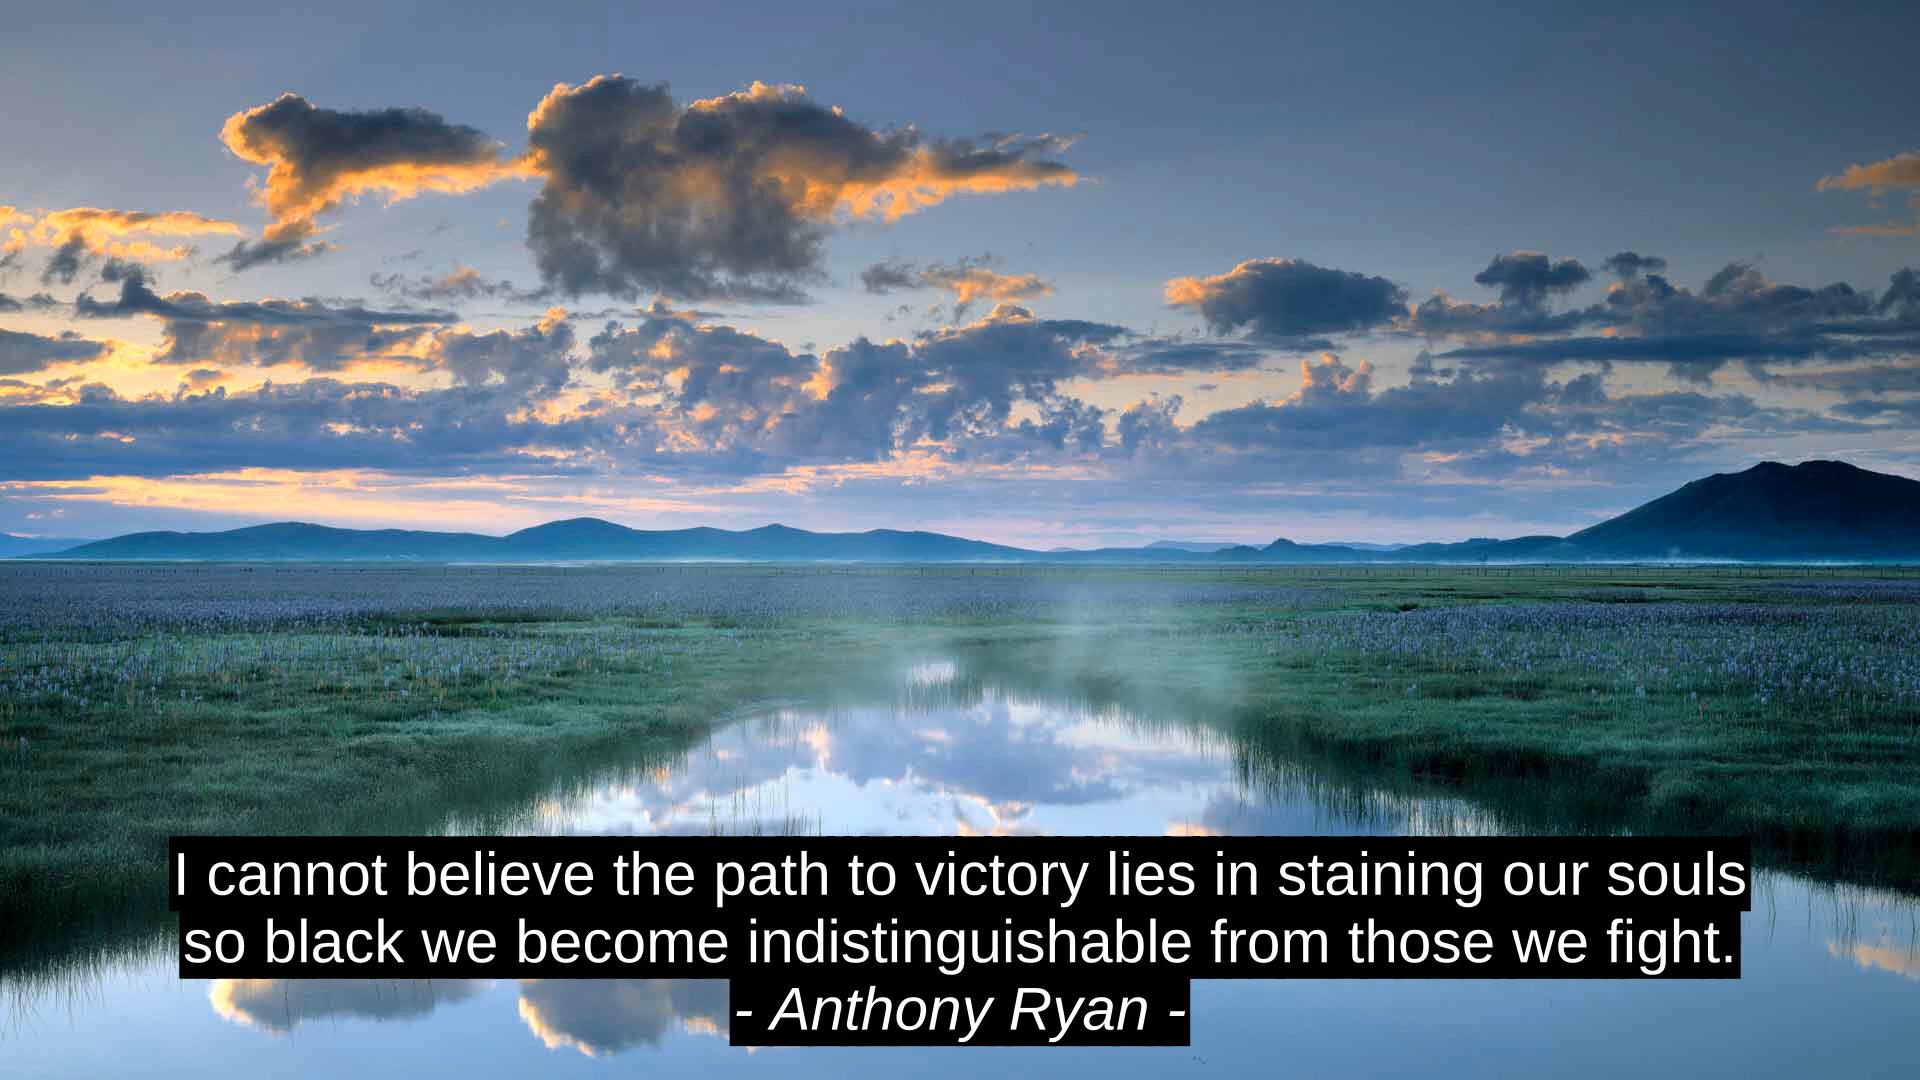 I cannot believe the path to victory lies in staining our souls
so black we become indistinguishable from those we fight.
- Anthony Ryan -